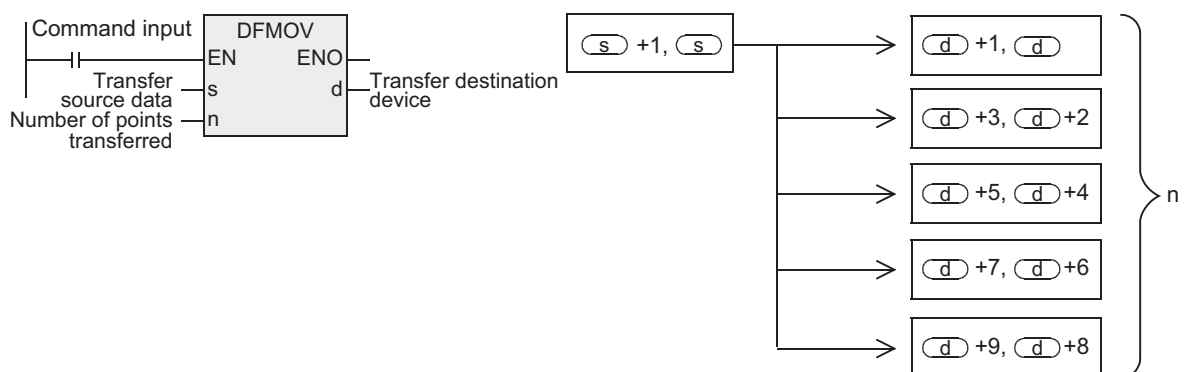 Command input
DFMOV
EN ENO
Transfer
source data
s d
Transfer destination
device
Number of points
transferred
n
s +1, s
d +1, d
d +3, d +2
d +5, d +4
d +7, d +6
d +9, d +8
n